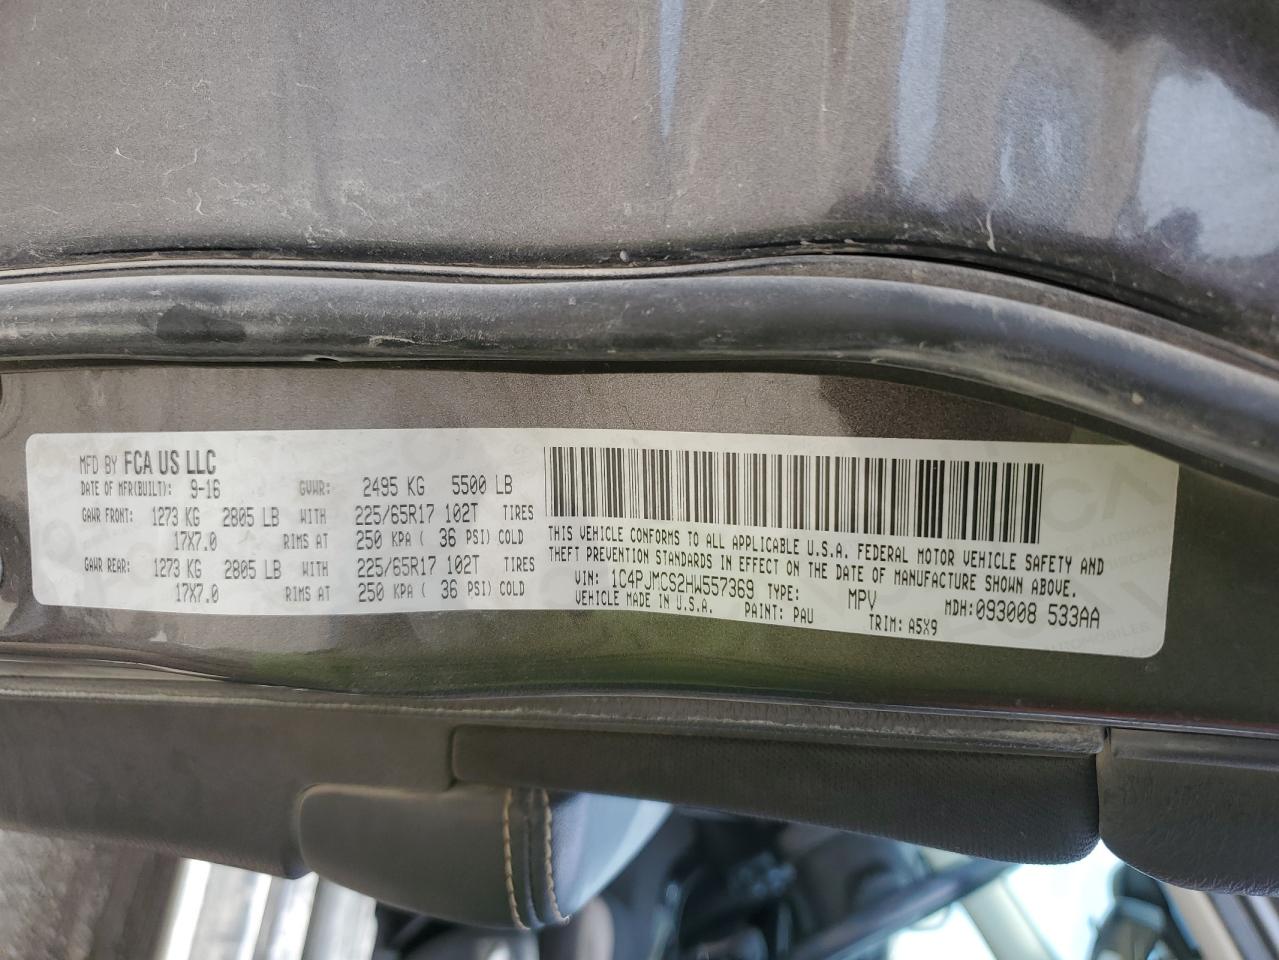 MFD BY FCA US LLC
DATE OF MFR(BUILT): 9-16 GVWR: 2495 KG 5500 LB
GAWR FRONT: 1273 KG 2805 LB WITH 225/65R17 102T TIRES
17X7.0 RIMS AT 250 KPA ( 36 PSI) COLD
GAWR REAR: 1273 KG 2805 LB WITH 225/65R17 102T TIRES
17X7.0 RIMS AT 250 KPA ( 36 PSI) COLD
THIS VEHICLE CONFORMS TO ALL APPLICABLE U.S.A. FEDERAL MOTOR VEHICLE SAFETY AND
THEFT PREVENTION STANDARDS IN EFFECT ON THE DATE OF MANUFACTURE SHOWN ABOVE.
VIN: 1C4PJMCS2HW557369 TYPE: MPV MDH: 093008 533AA
VEHICLE MADE IN U.S.A. PAINT: PAU TRIM: A5X9